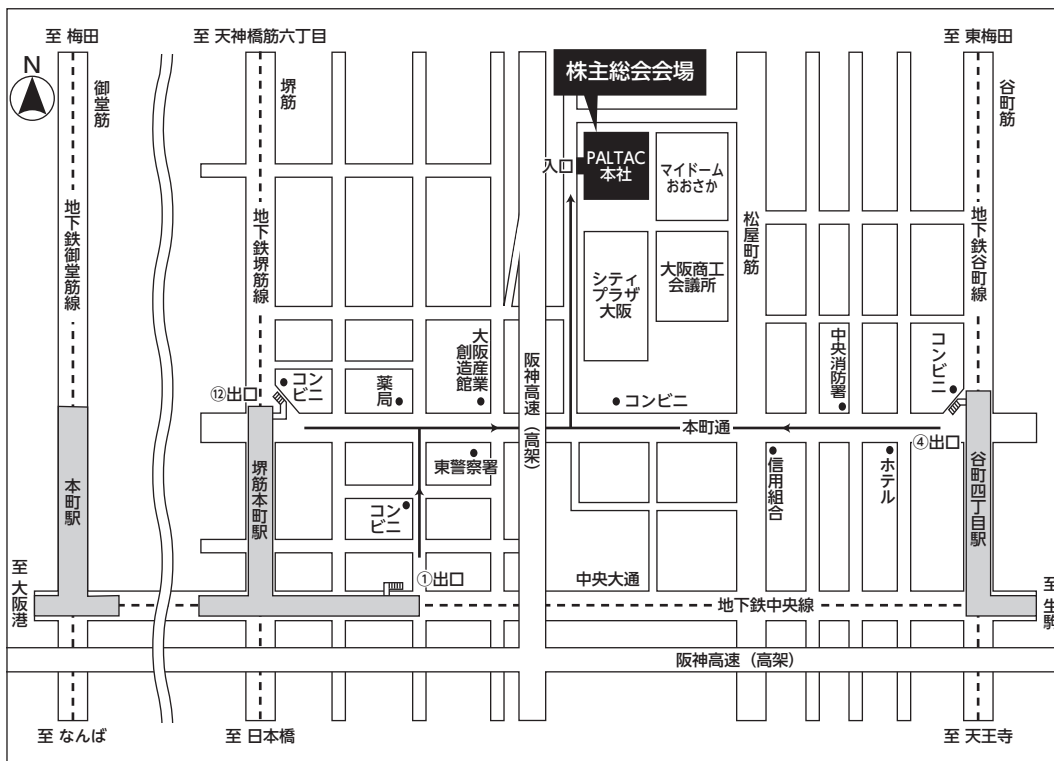 至 梅田
至 天神橋筋六丁目
至 東梅田
N
御堂筋
堺筋
谷町筋
株主総会会場
PALTAC
本社
入口
マイドーム
おおさか
松屋町筋
地下鉄御堂筋線
地下鉄堺筋線
地下鉄谷町線
シティ
プラザ
大阪
大阪商工
会議所
阪神高速(高架)
大阪産業
創造館
中央消防署
コンビニ
⑫出口
コン
ビニ
薬局
コンビニ
本町通
④出口
東警察署
信用組合
ホテル
本町駅
堺筋本町駅
谷町四丁目駅
コン
ビニ
①出口
中央大通
至 大阪港
地下鉄中央線
至 生駒
阪神高速(高架)
至 なんば
至 日本橋
至 天王寺